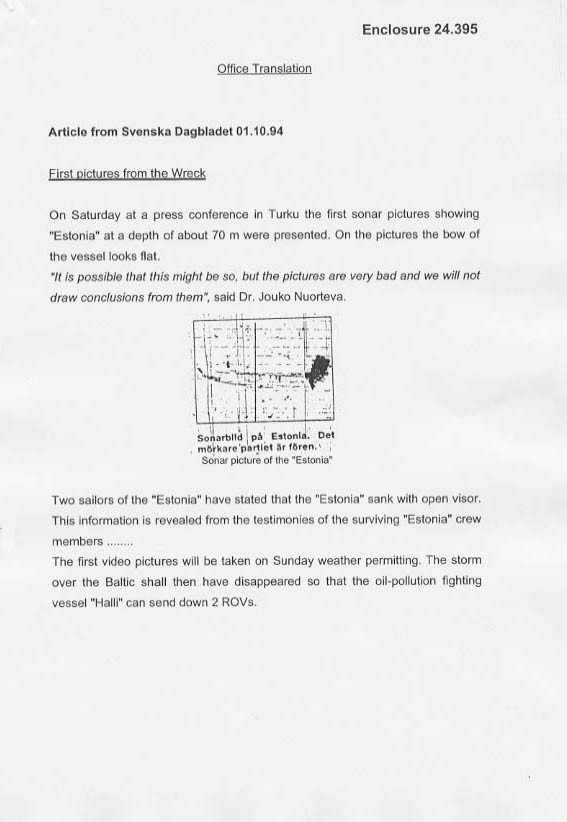 Enclosure 24.395
Office Translation
Article from Svenska Dagbladet 01.10.94
First pictures from the Wreck
On Saturday at a press conference in Turku the first sonar pictures showing
"Estonia" at a depth of about 70 m were presented. On the pictures the bow of
the vessel looks flat.
"It is possible that this might be so, but the pictures are very bad and we will not
draw conclusions from them", said Dr. Jouko Nuorteva.
Sonarbild på Estonia. Det
mörkare partiet är fören.
Sonar picture of the "Estonia"
Two sailors of the "Estonia" have stated that the "Estonia" sank with open visor.
This information is revealed from the testimonies of the surviving "Estonia" crew
members ........
The first video pictures will be taken on Sunday weather permitting. The storm
over the Baltic shall then have disappeared so that the oil-pollution fighting
vessel "Halli" can send down 2 ROVs.